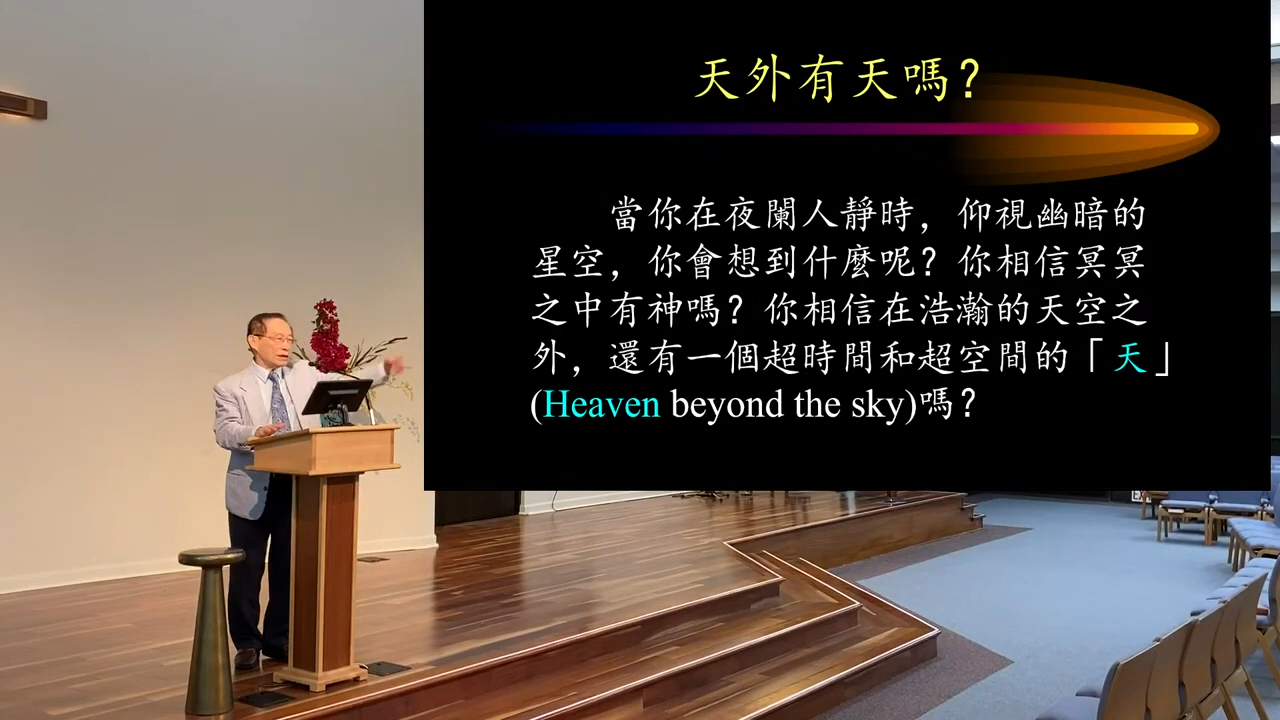 天外有天嗎？
當你在夜闌人靜時，仰視幽暗的
星空，你會想到什麼呢？你相信冥冥
之中有神嗎？你相信在浩瀚的天空之
外，還有一個超時間和超空間的「天」
(Heaven beyond the sky)嗎？